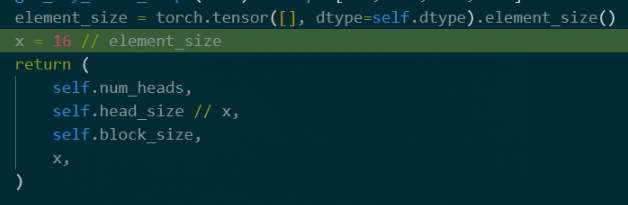 element_size = torch.tensor([], dtype=self.dtype).element_size()
x = 16 // element_size
return (
self.num_heads,
self.head_size // x,
self.block_size,
x,
)